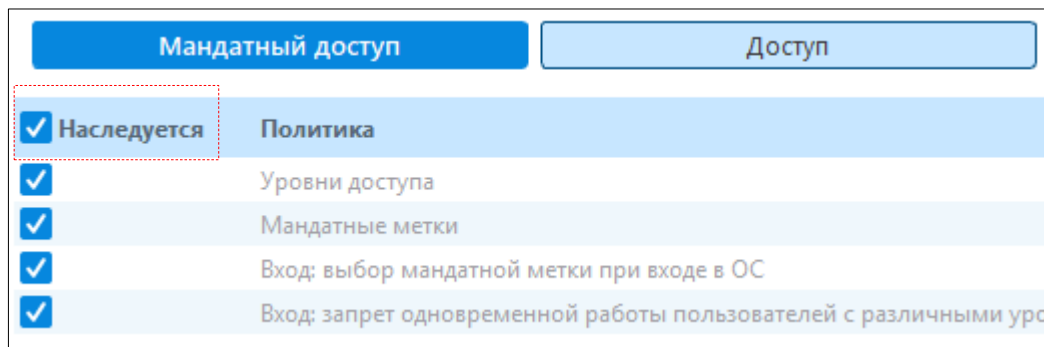 Мандатный доступ Доступ
Наследуется Политика
Уровни доступа
Мандатные метки
Вход: выбор мандатной метки при входе в ОС
Вход: запрет одновременной работы пользователей с различными